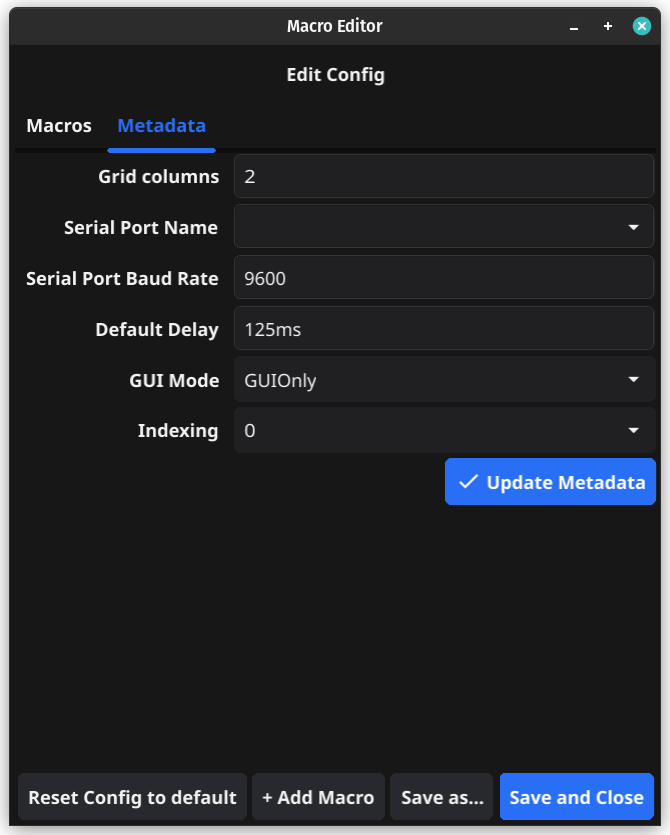 Macro Editor
Edit Config
Macros Metadata
Grid columns 2
Serial Port Name
Serial Port Baud Rate 9600
Default Delay 125ms
GUI Mode GUIOnly
Indexing 0
Update Metadata
Reset Config to default + Add Macro Save as... Save and Close